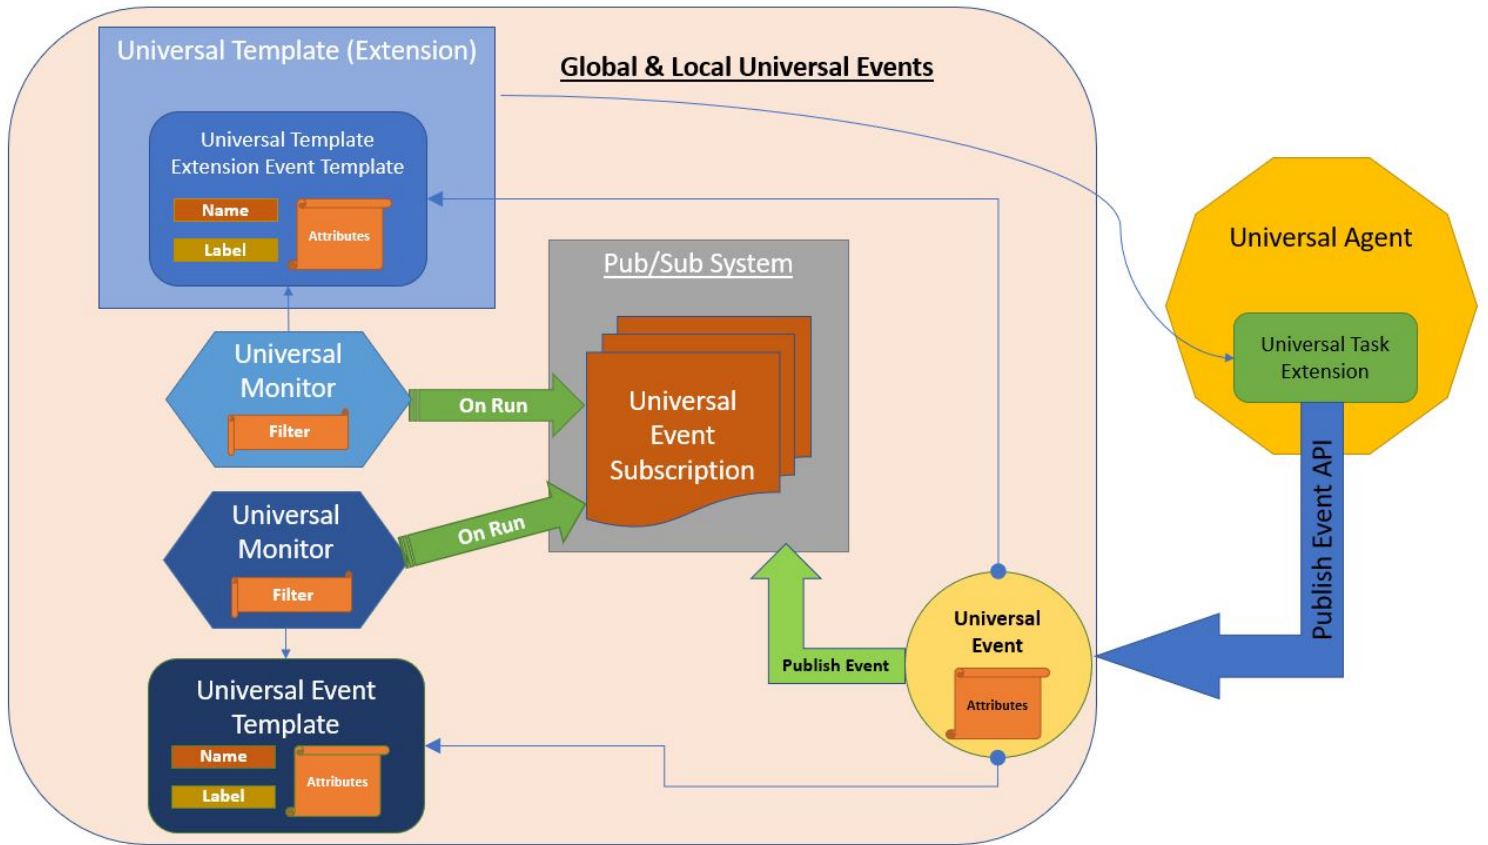 Universal Template (Extension)
Global & Local Universal Events
Universal Template
Extension Event Template
Name
Label
Attributes
Pub/Sub System
Universal Agent
Universal Task
Extension
Universal
Monitor
Filter
On Run
Universal
Event
Subscription
Universal
Monitor
Filter
On Run
Publish Event API
Universal
Event
Attributes
Publish Event
Universal Event
Template
Name
Label
Attributes